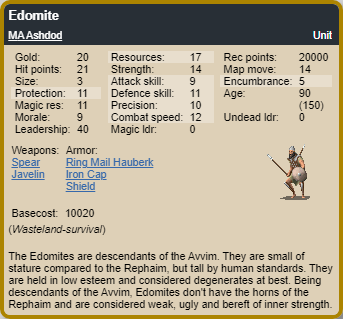 Edomite
MA Ashdod Unit
Gold: 20 Resources: 17 Rec points: 20000
Hit points: 21 Strength: 14 Map move: 14
Size: 3 Attack skill: 9 Encumbrance: 5
Protection: 11 Defence skill: 11 Age: 90
Magic res: 11 Precision: 10 (150)
Morale: 9 Combat speed: 12 Undead ldr: 0
Leadership: 40 Magic ldr: 0
Weapons: Armor:
Spear Ring Mail Hauberk
Javelin Iron Cap
Shield
Basecost: 10020
(Wasteland-survival)
The Edomites are descendants of the Avvim. They are small of
stature compared to the Rephaim, but tall by human standards. They
are held in low esteem and considered degenerates at best. Being
descendants of the Avvim, Edomites don't have the horns of the
Rephaim and are considered weak, ugly and bereft of inner strength.